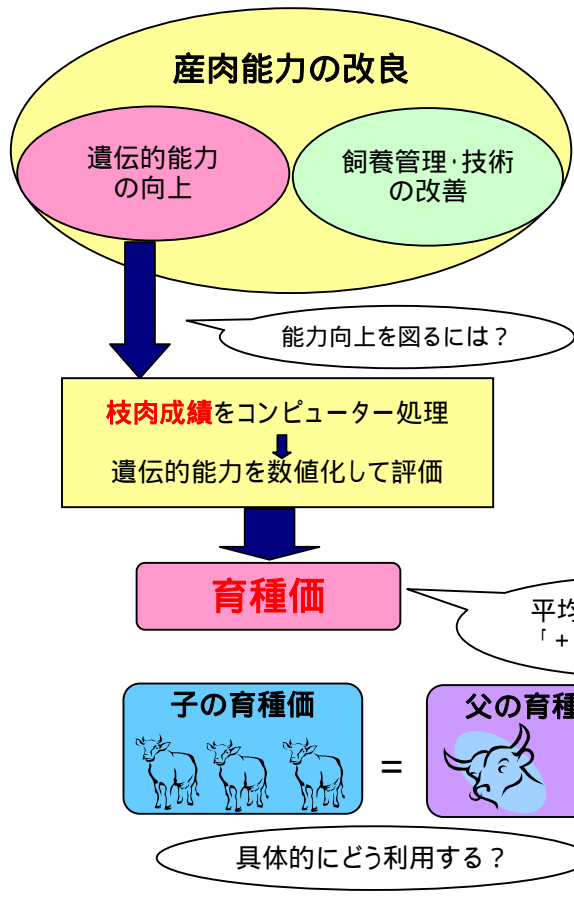 産肉能力の改良
遺伝的能力
の向上
飼養管理･技術
の改善
能力向上を図るには？
枝肉成績をコンピューター処理
遺伝的能力を数値化して評価
育種価
平均
「＋
子の育種価
＝
父の育種
具体的にどう利用する？